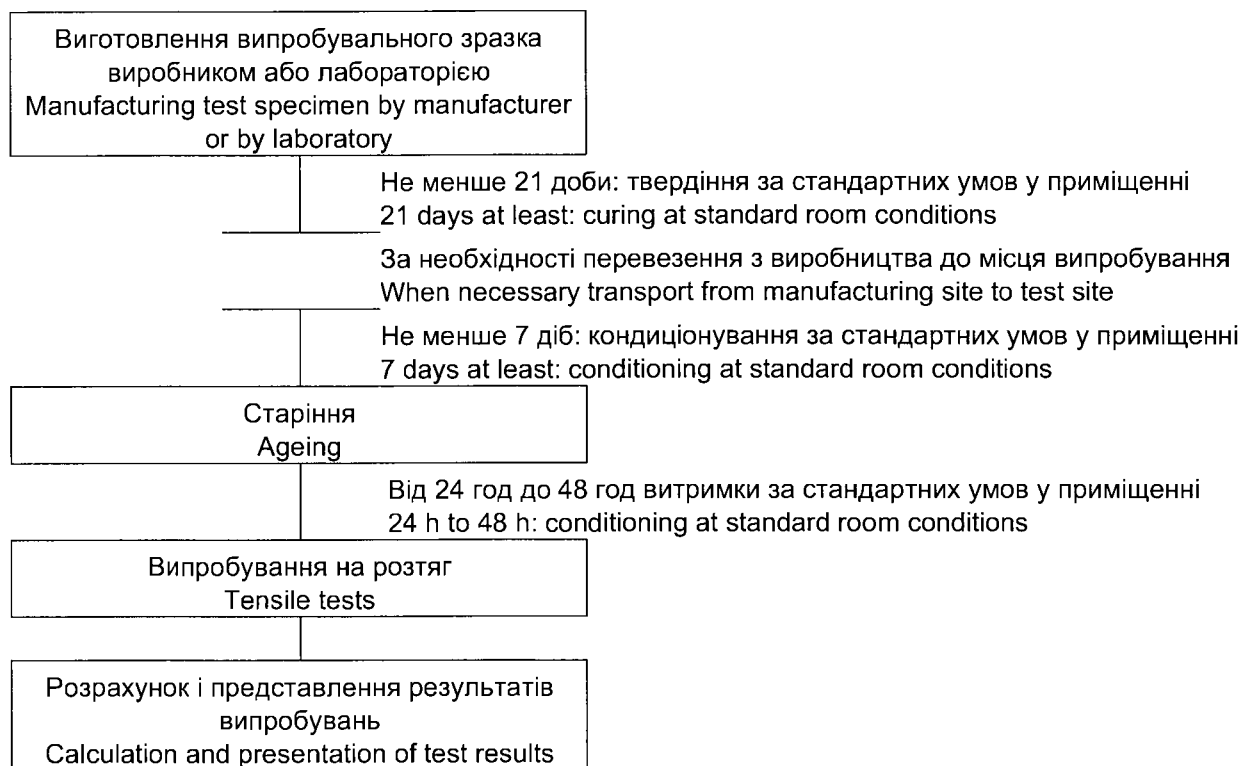 Виготовлення випробувального зразка
виробником або лабораторією
Manufacturing test specimen by manufacturer
or by laboratory
Не менше 21 доби: твердіння за стандартних умов у приміщенні
21 days at least: curing at standard room conditions
За необхідності перевезення з виробництва до місця випробування
When necessary transport from manufacturing site to test site
Не менше 7 діб: кондиціонування за стандартних умов у приміщенні
7 days at least: conditioning at standard room conditions
Старіння
Ageing
Від 24 год до 48 год витримки за стандартних умов у приміщенні
24 h to 48 h: conditioning at standard room conditions
Випробування на розтяг
Tensile tests
Розрахунок і представлення результатів
випробувань
Calculation and presentation of test results